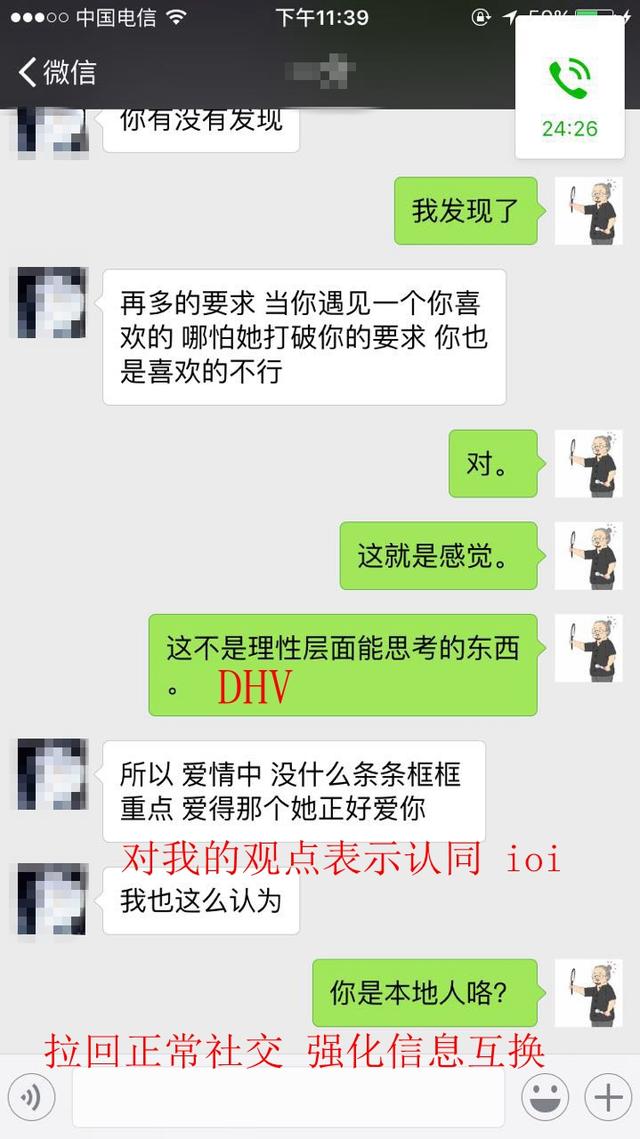 中国电信 下午11:39
微信
24:26
你有没有发现
我发现了
再多的要求 当你遇见一个你喜
欢的 哪怕她打破你的要求 你也
是喜欢的不行
对。
这就是感觉。
这不是理性层面能思考的东西
。 DHV
所以 爱情中 没什么条条框框
重点 爱得那个她正好爱你
对我的观点表示认同 ioi
我也这么认为
你是本地人咯?
拉回正常社交 强化信息互换